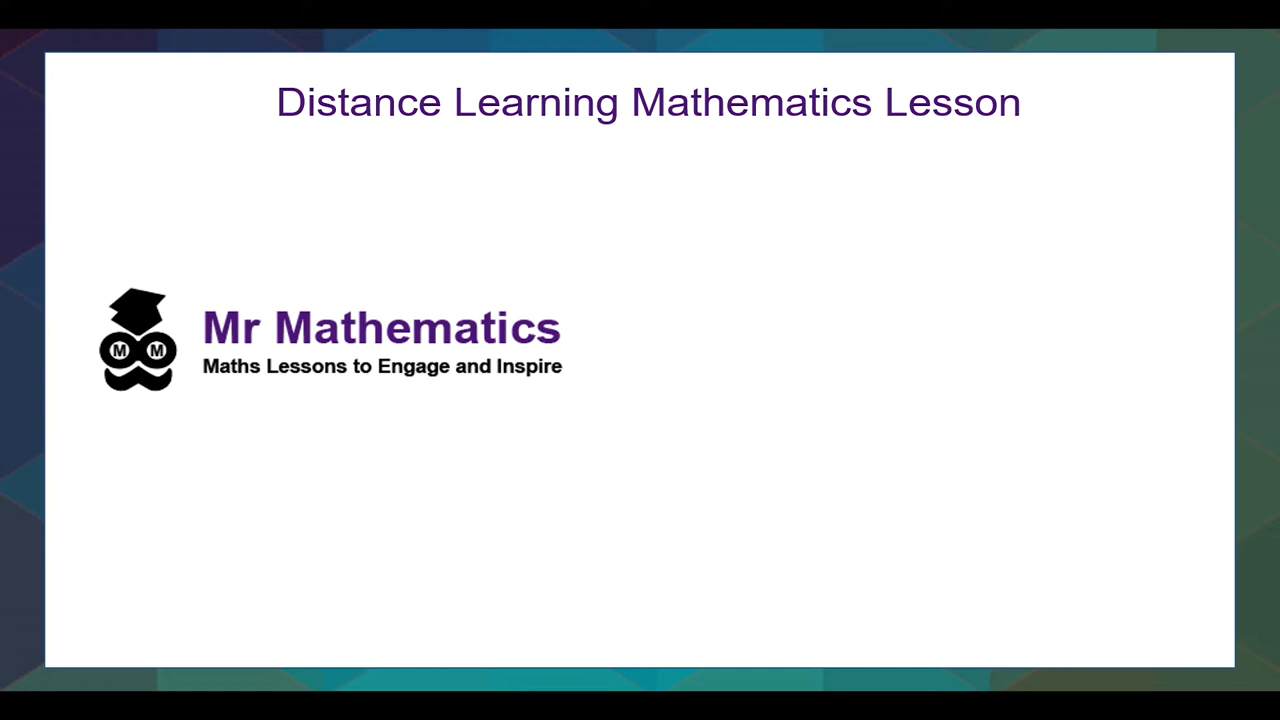 Distance Learning Mathematics Lesson
M M
Mr Mathematics
Maths Lessons to Engage and Inspire